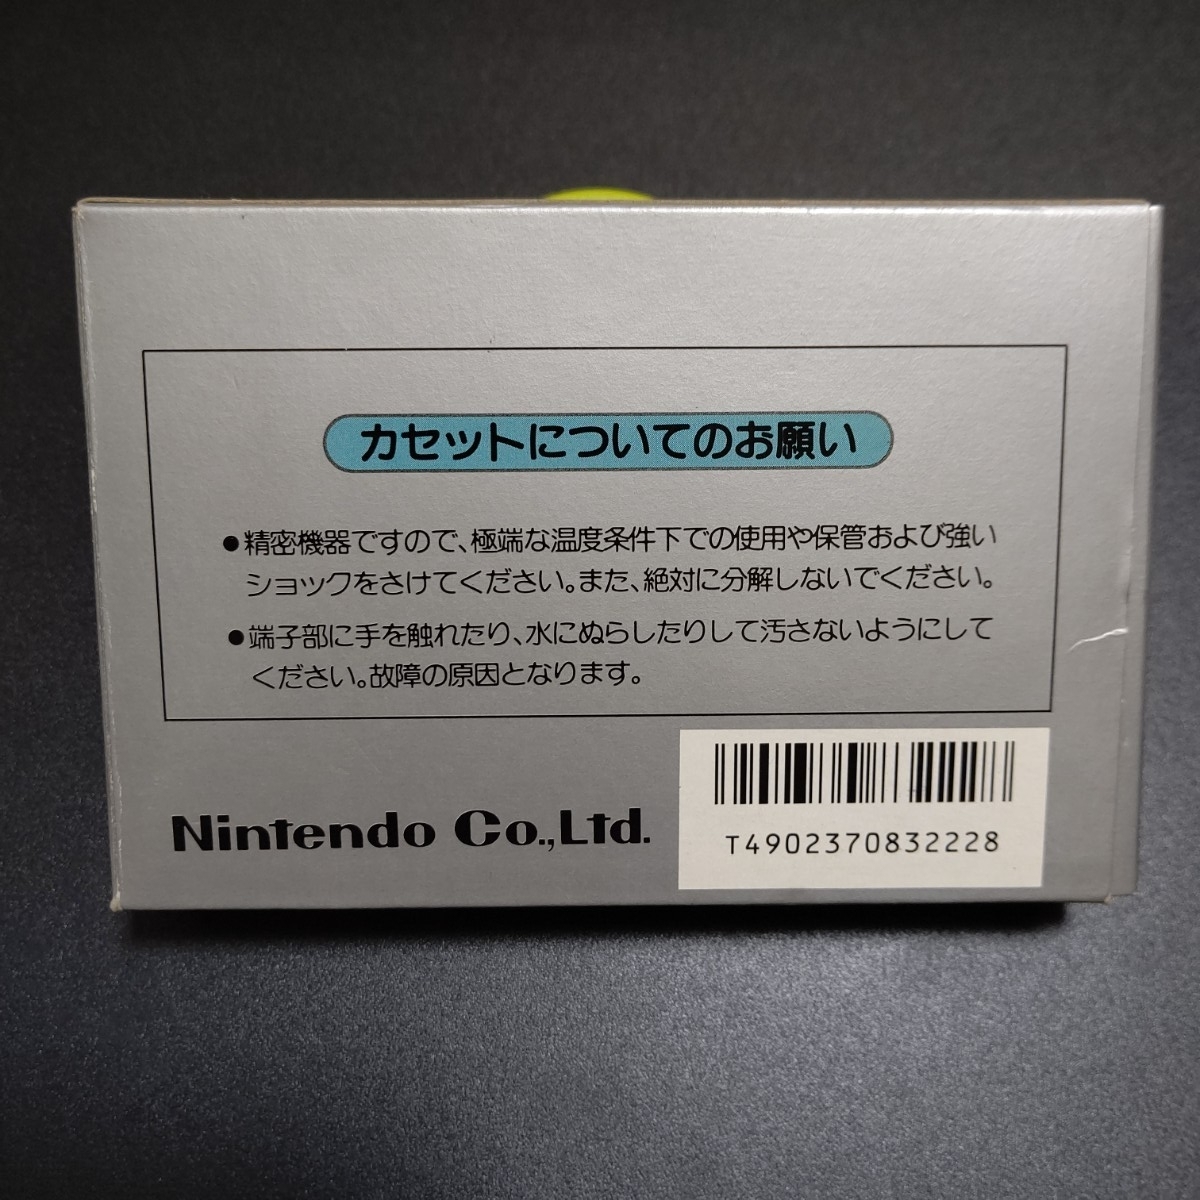 カセットについてのお願い
●精密機器ですので、極端な温度条件下での使用や保管および強い
ショックをさけてください。また、絶対に分解しないでください。
●端子部に手を触れたり、水にぬらしたりして汚さないようにして
ください。故障の原因となります。
Nintendo Co.,Ltd.
T4902370832228